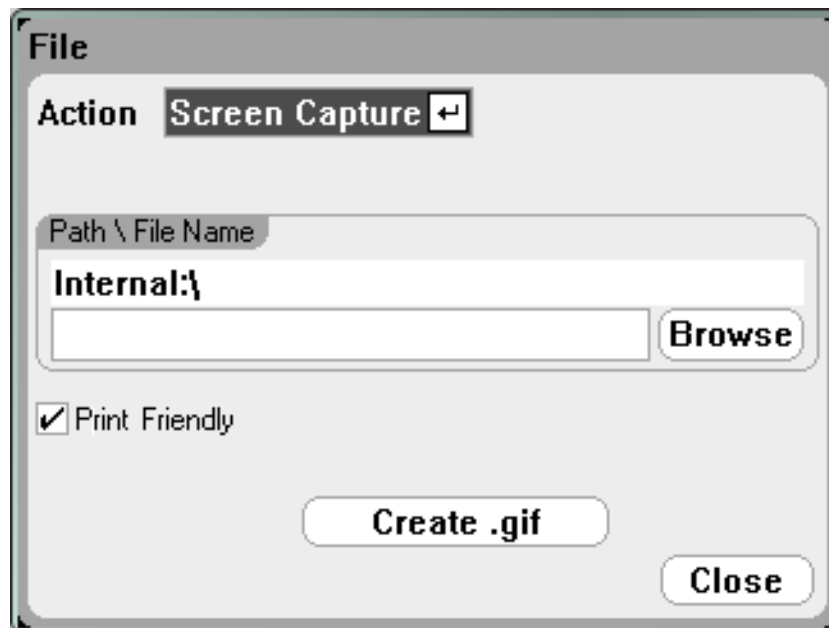 File
Action Screen Capture
Path \ File Name
Internal:\
Browse
Print Friendly
Create .gif
Close